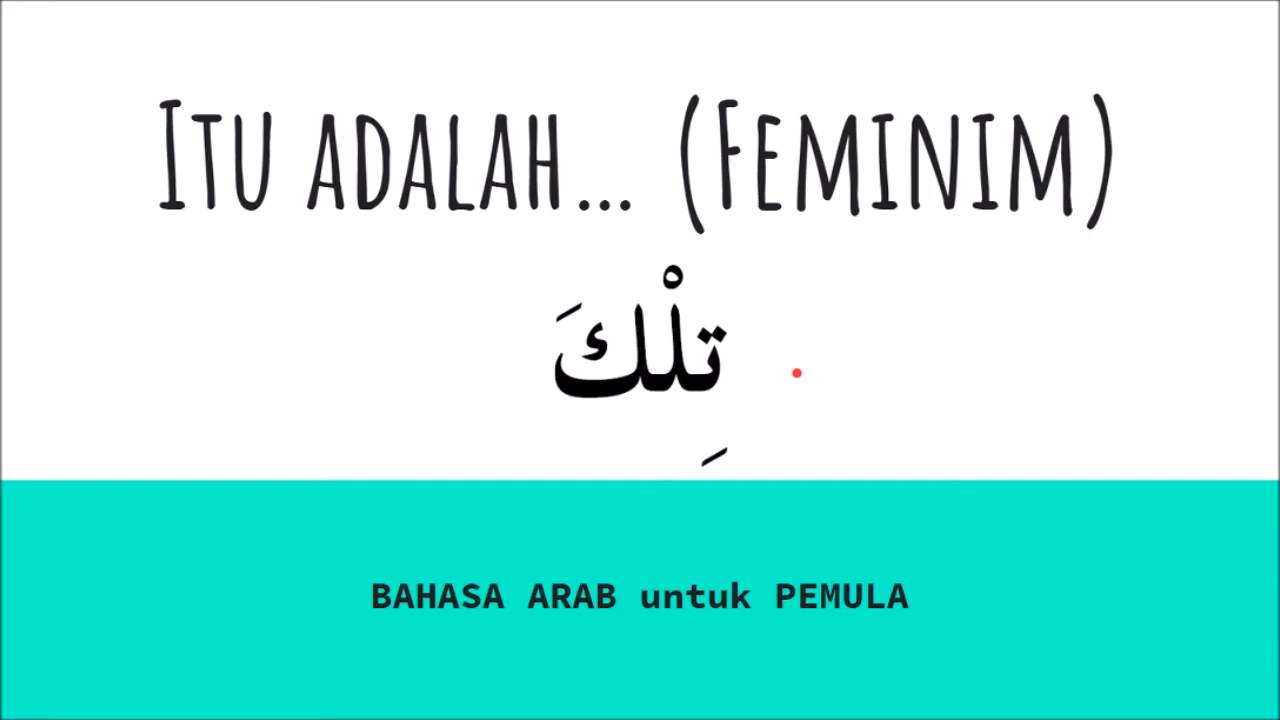 Itu adalah... (Feminim)
تِلْكَ
BAHASA ARAB untuk PEMULA